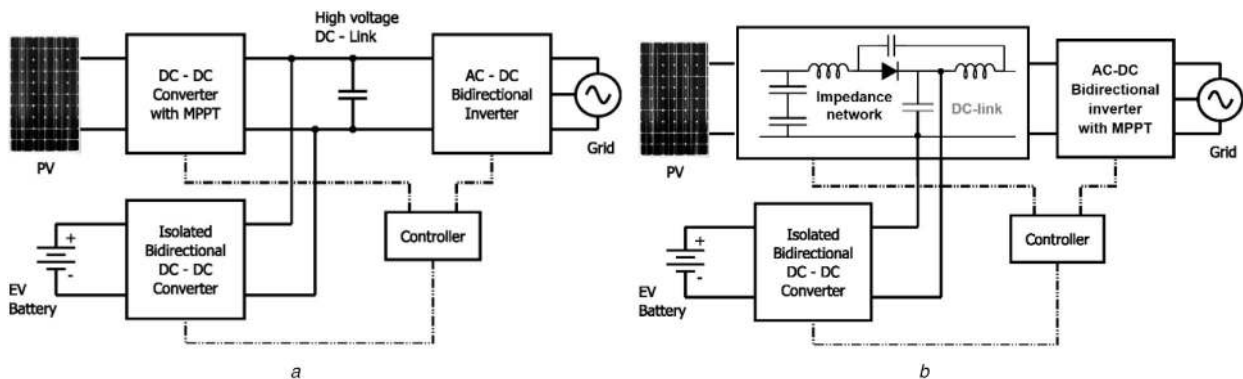 High voltage
DC - Link
DC - DC
Converter
with MPPT
AC - DC
Bidirectional
Inverter
PV
Grid
Isolated
Bidirectional
DC - DC
Converter
Controller
+
-
EV
Battery
a
Impedance
network
DC-link
AC-DC
Bidirectional
inverter
with MPPT
PV
Grid
Isolated
Bidirectional
DC - DC
Converter
Controller
+
-
EV
Battery
b